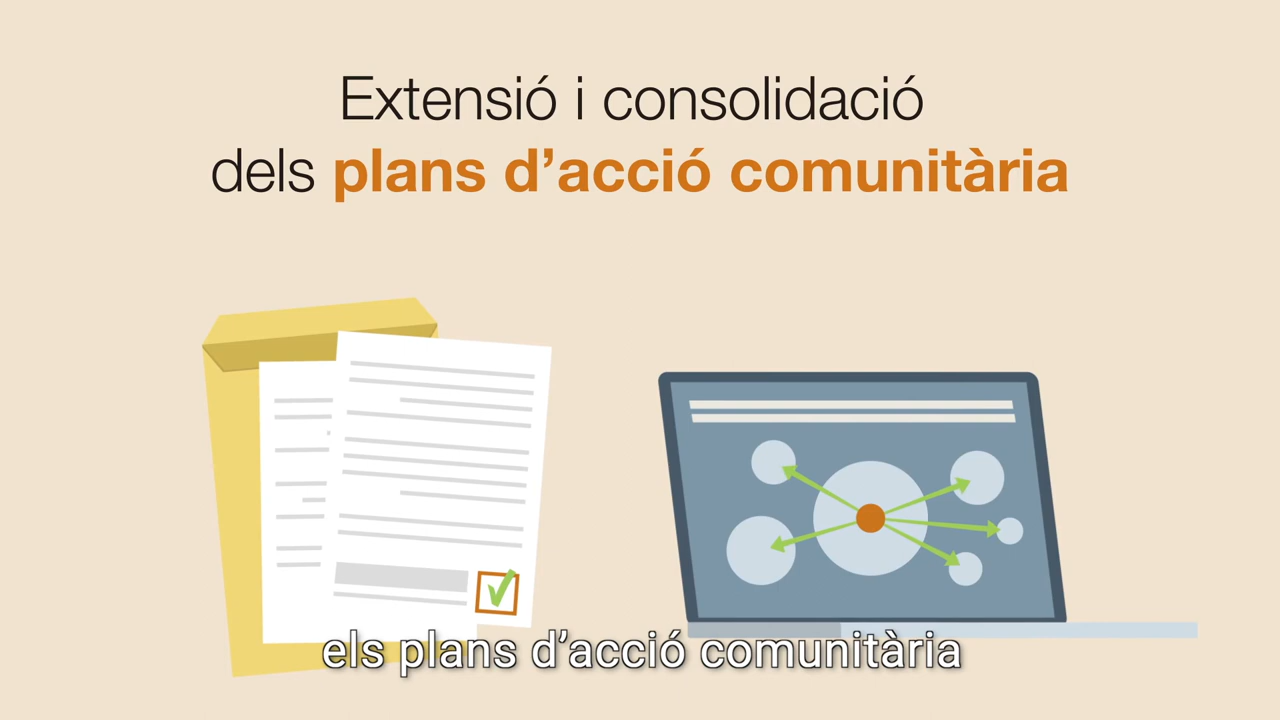 Extensió i consolidació
dels plans d’acció comunitària
els plans d’acció comunitària